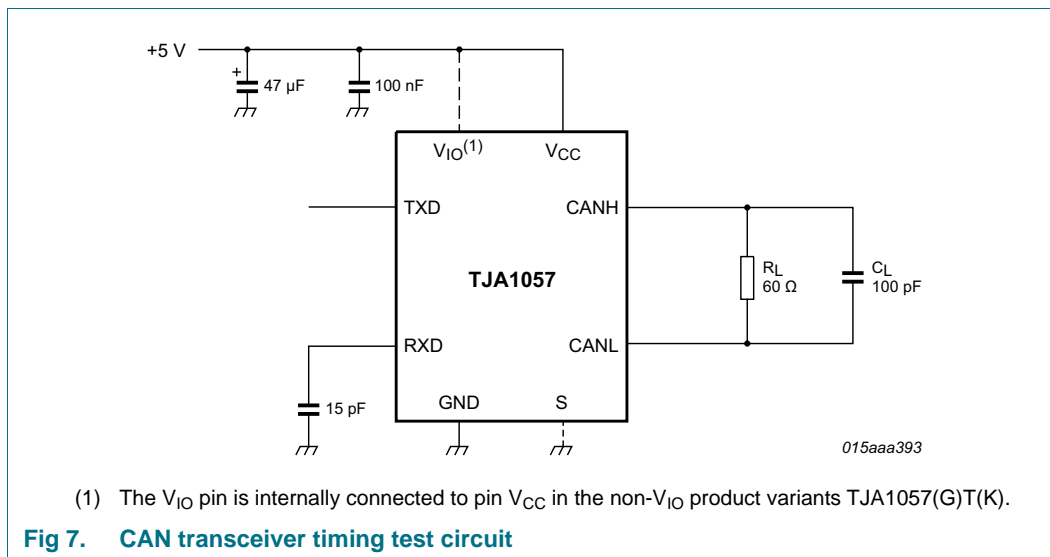 +5 V
+
47 µF
100 nF
VIO(1)
VCC
TXD
CANH
TJA1057
RL
60 Ω
CL
100 pF
RXD
CANL
15 pF
GND
S
015aaa393
(1) The VIO pin is internally connected to pin VCC in the non-VIO product variants TJA1057(G)T(K).
Fig 7. CAN transceiver timing test circuit